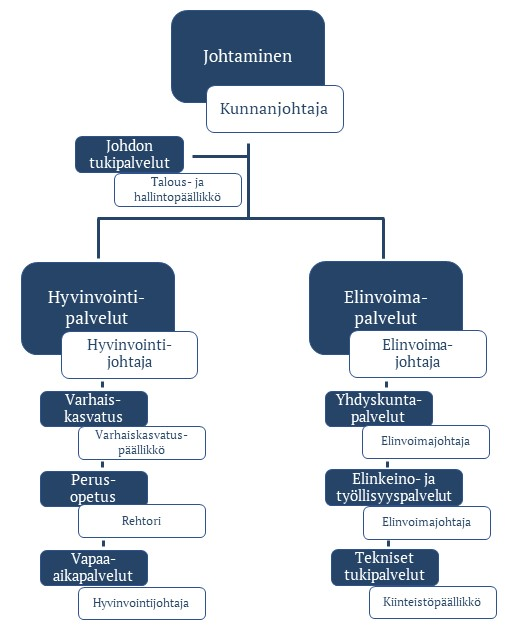 Johtaminen
Kunnanjohtaja
Johdon
tukipalvelut
Talous- ja
hallintopäällikkö
Hyvinvointi-
palvelut
Hyvinvointi-
johtaja
Varhais-
kasvatus
Varhaiskasvatus-
päällikkö
Perus-
opetus
Rehtori
Vapaa-
aikapalvelut
Hyvinvointijohtaja
Elinvoima-
palvelut
Elinvoima-
johtaja
Yhdyskunta-
palvelut
Elinvoimajohtaja
Elinkeino- ja
työllisyyspalvelut
Elinvoimajohtaja
Tekniset
tukipalvelut
Kiinteistöpäällikkö